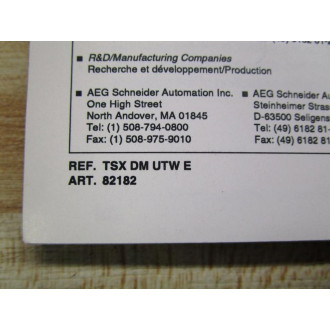 ■ R&D/Manufacturing Companies
Recherche et développement/Production
■ AEG Schneider Automation Inc.
One High Street
North Andover, MA 01845
Tel: (1) 508-794-0800
Fax: (1) 508-975-9010
■ AEG Schneider
Steinheimer
D-63500
Tel: (49) 6182 81-
Fax: (49) 6182
REF. TSX DM UTW E
ART. 82182